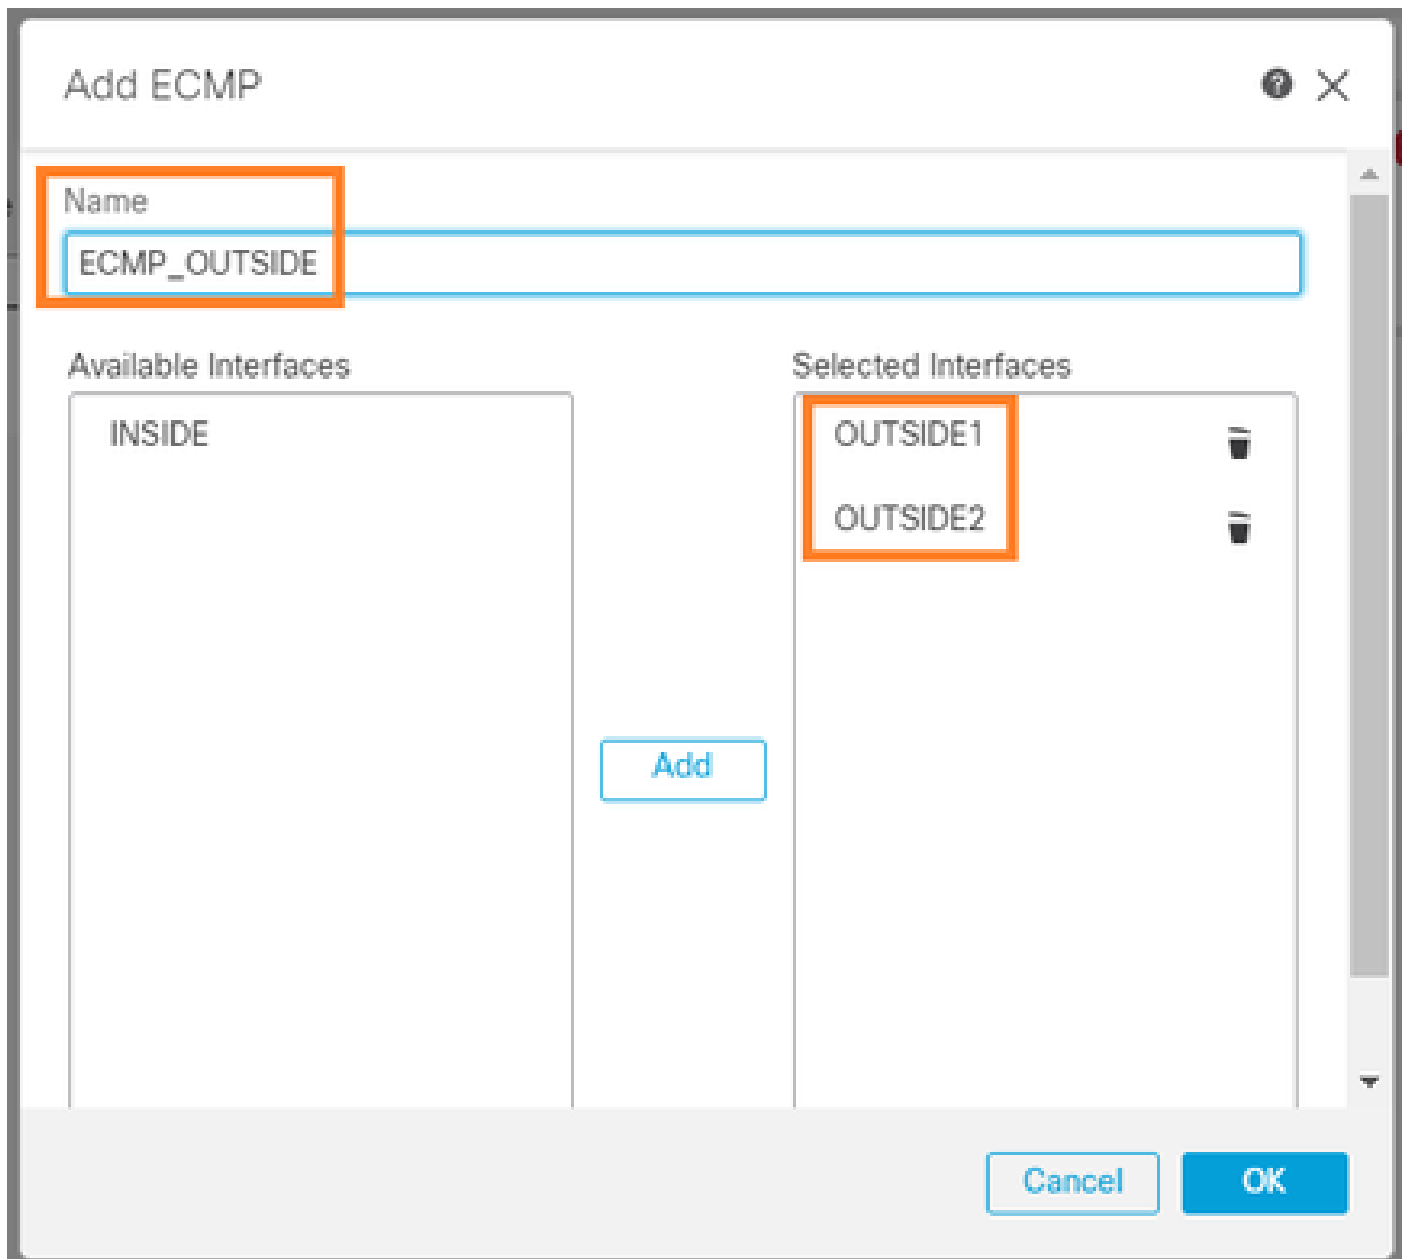 Add ECMP
Name
ECMP_OUTSIDE
Available Interfaces
Selected Interfaces
INSIDE
OUTSIDE1
OUTSIDE2
Add
Cancel
OK